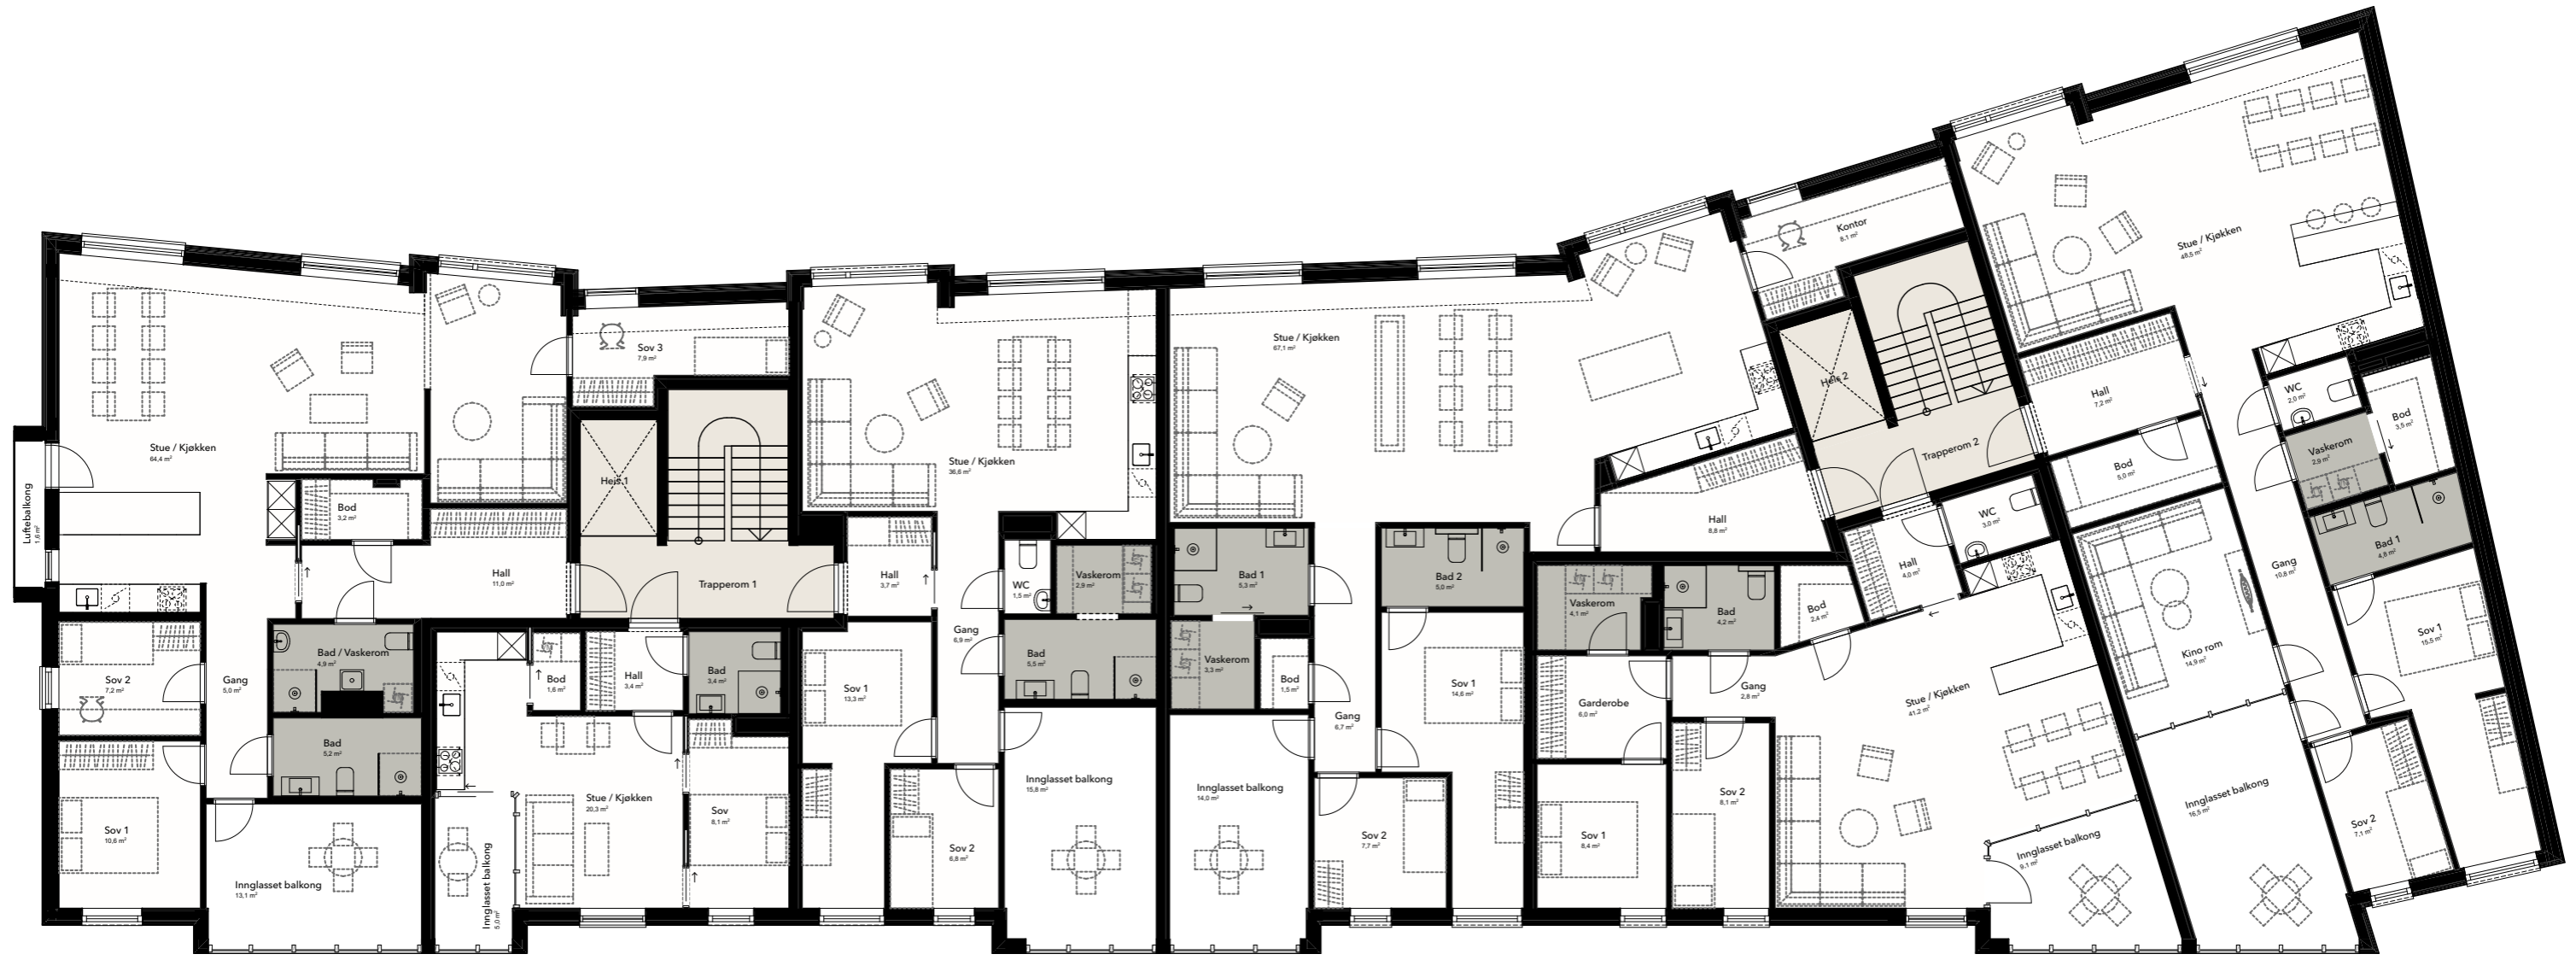 Luftebalkong
1,6 m²
Stue / Kjøkken
64,4 m²
Bod
3,2 m²
Hall
11,0 m²
Sov 3
7,9 m²
Heis 1
Trapperom 1
Sov 2
7,2 m²
Gang
5,0 m²
Bad / Vaskerom
4,9 m²
Bad
5,2 m²
Sov 1
10,6 m²
Innglasset balkong
13,1 m²
Bod
1,6 m²
Hall
3,4 m²
Bad
3,4 m²
Stue / Kjøkken
20,3 m²
Sov
8,1 m²
Innglasset balkong
5,0 m²
Stue / Kjøkken
36,6 m²
Hall
3,7 m²
WC
1,5 m²
Vaskerom
2,9 m²
Gang
6,9 m²
Bad
5,5 m²
Sov 1
13,3 m²
Sov 2
6,8 m²
Innglasset balkong
15,8 m²
Stue / Kjøkken
67,1 m²
Bad 1
5,3 m²
Vaskerom
3,3 m²
Bod
1,5 m²
Innglasset balkong
14,0 m²
Gang
6,7 m²
Bad 2
5,0 m²
Sov 1
14,6 m²
Sov 2
7,7 m²
Hall
8,8 m²
Kontor
8,1 m²
Heis 2
Trapperom 2
Vaskerom
4,1 m²
Bad
4,2 m²
Bod
2,4 m²
Hall
4,0 m²
WC
3,0 m²
Garderobe
6,0 m²
Gang
2,8 m²
Sov 1
8,4 m²
Sov 2
8,1 m²
Stue / Kjøkken
41,2 m²
Innglasset balkong
9,1 m²
Stue / Kjøkken
48,5 m²
Hall
7,2 m²
Bod
5,0 m²
WC
2,0 m²
Bod
3,5 m²
Vaskerom
2,9 m²
Bad 1
4,8 m²
Gang
10,8 m²
Kino rom
14,9 m²
Sov 1
15,5 m²
Innglasset balkong
16,5 m²
Sov 2
7,1 m²